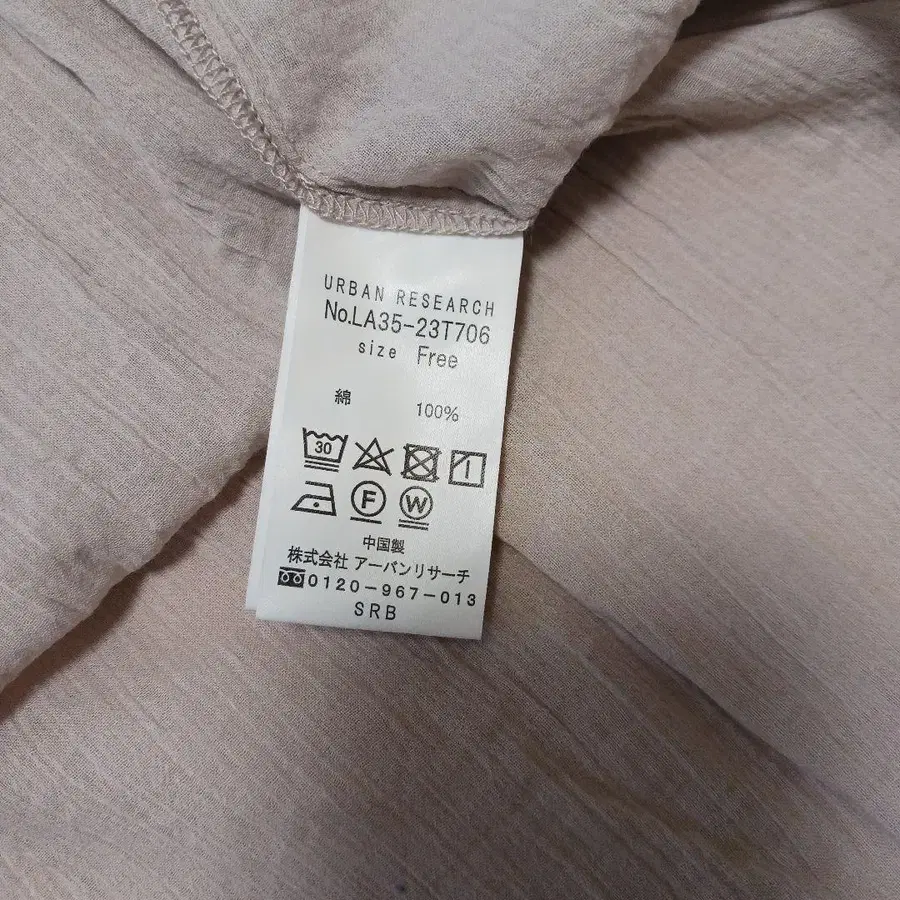 URBAN RESEARCH
No.LA35-23T706
size Free
綿 100%
30
F W
中国製
株式会社 アーバンリサーチ
0120-967-013
SRB